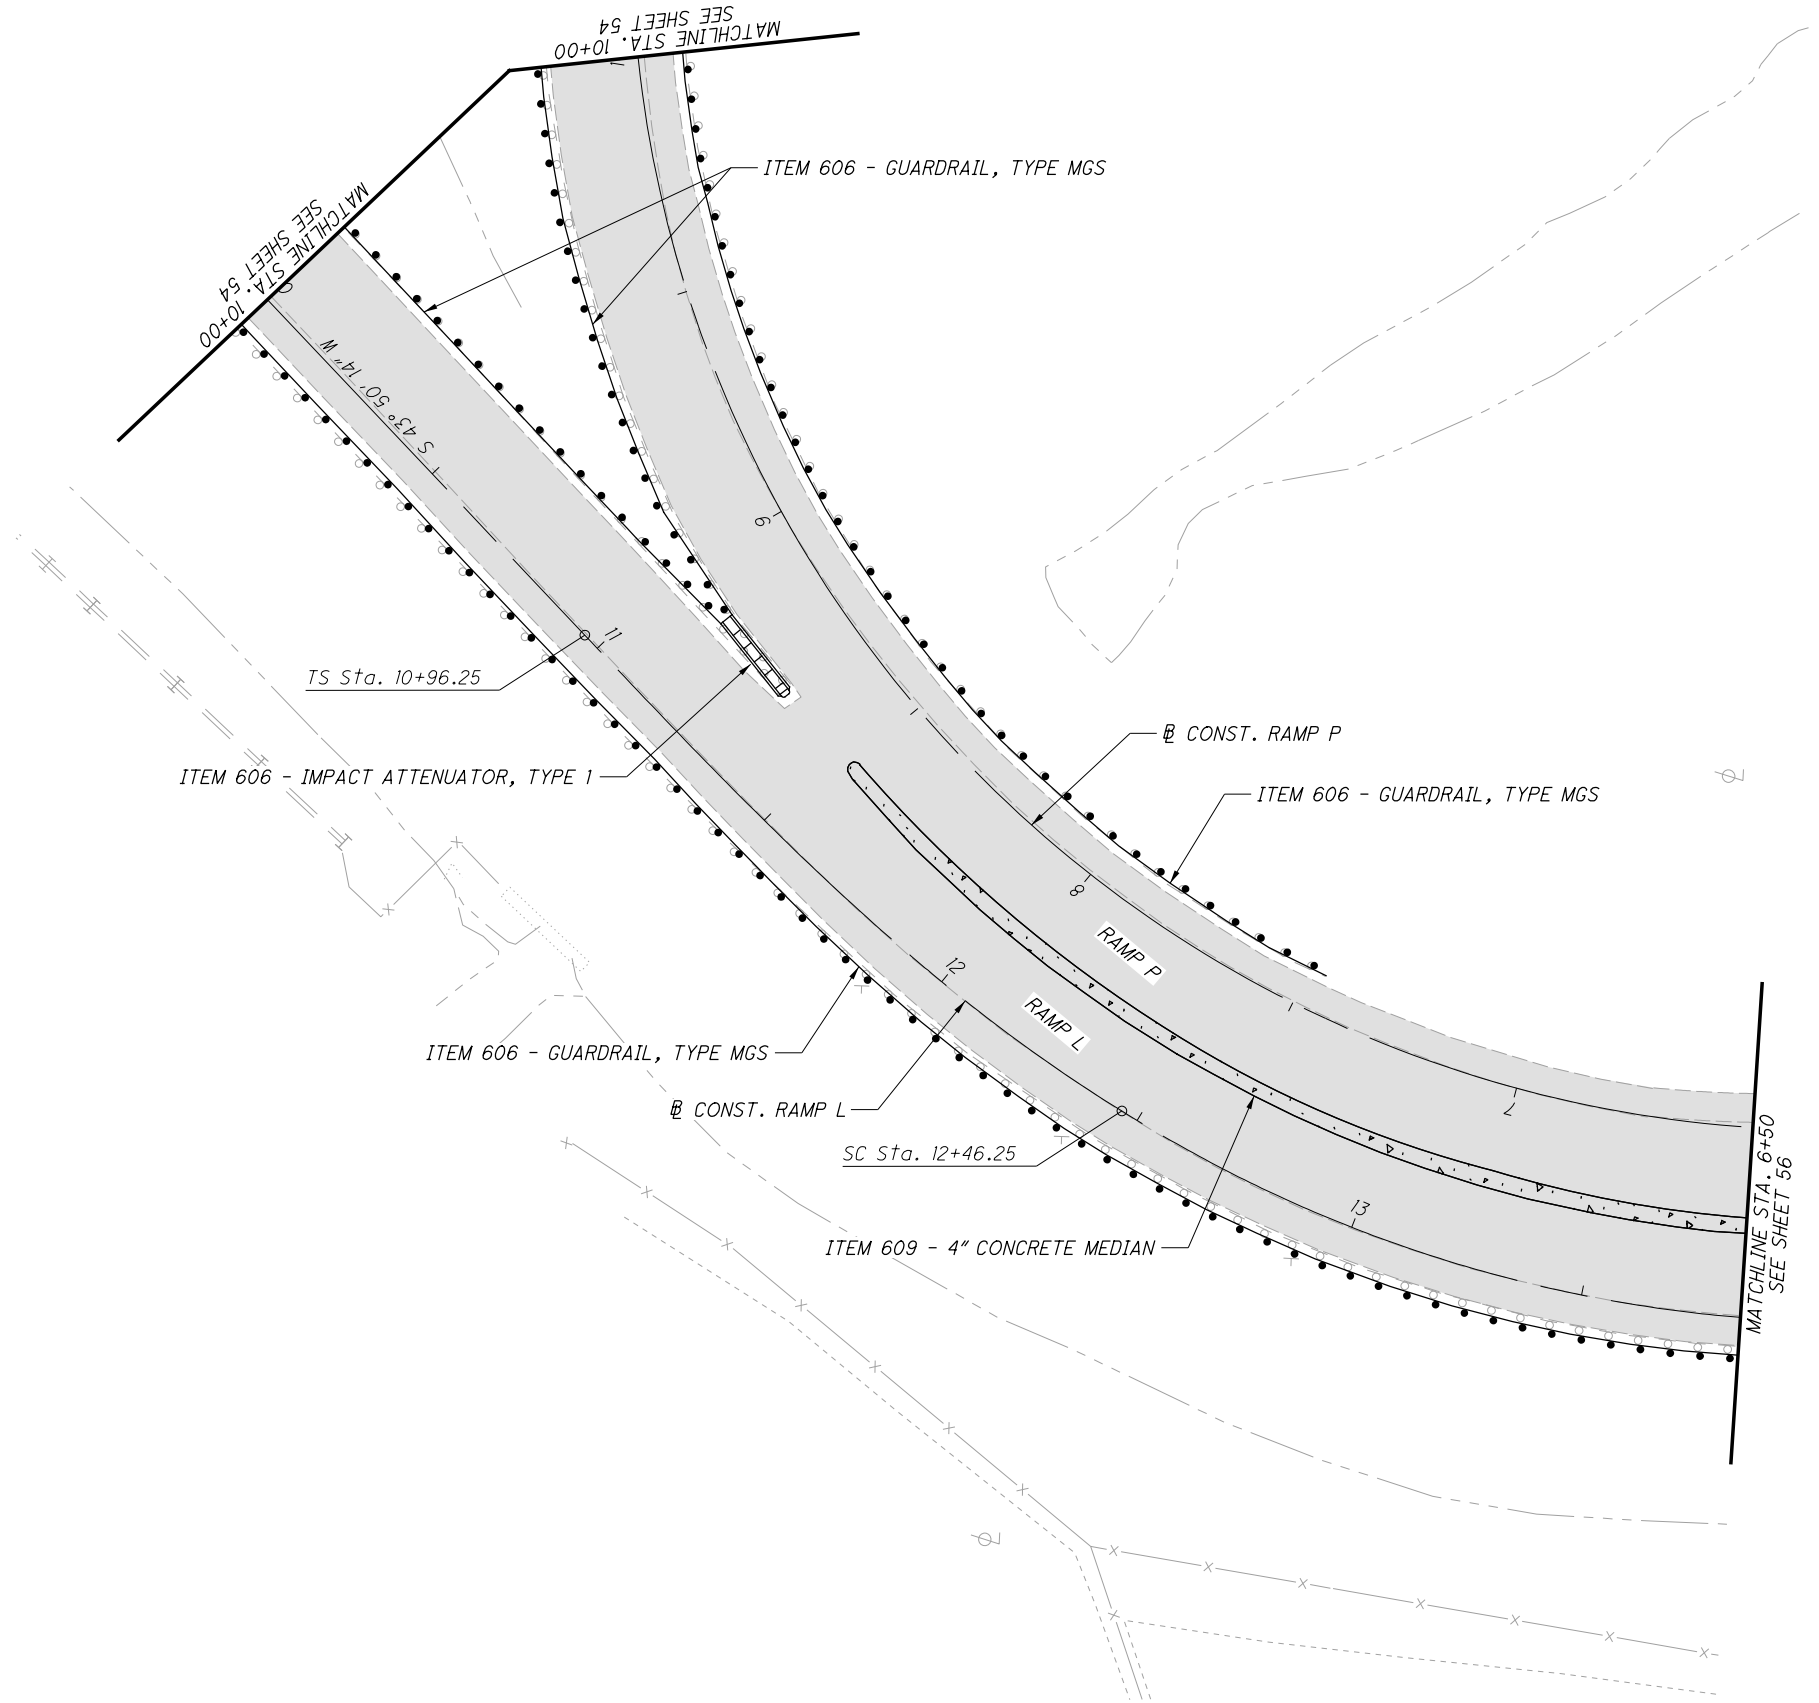 MATCHLINE STA. 10+00
SEE SHEET 54
MATCHLINE STA. 10+00
SEE SHEET 54
ITEM 606 - GUARDRAIL, TYPE MGS
S 43° 50' 14" W
9
11
TS Sta. 10+96.25
ITEM 606 - IMPACT ATTENUATOR, TYPE 1
℄ CONST. RAMP P
ITEM 606 - GUARDRAIL, TYPE MGS
8
RAMP P
12
RAMP L
ITEM 606 - GUARDRAIL, TYPE MGS
℄ CONST. RAMP L
7
SC Sta. 12+46.25
13
ITEM 609 - 4" CONCRETE MEDIAN
MATCHLINE STA. 6+50
SEE SHEET 56